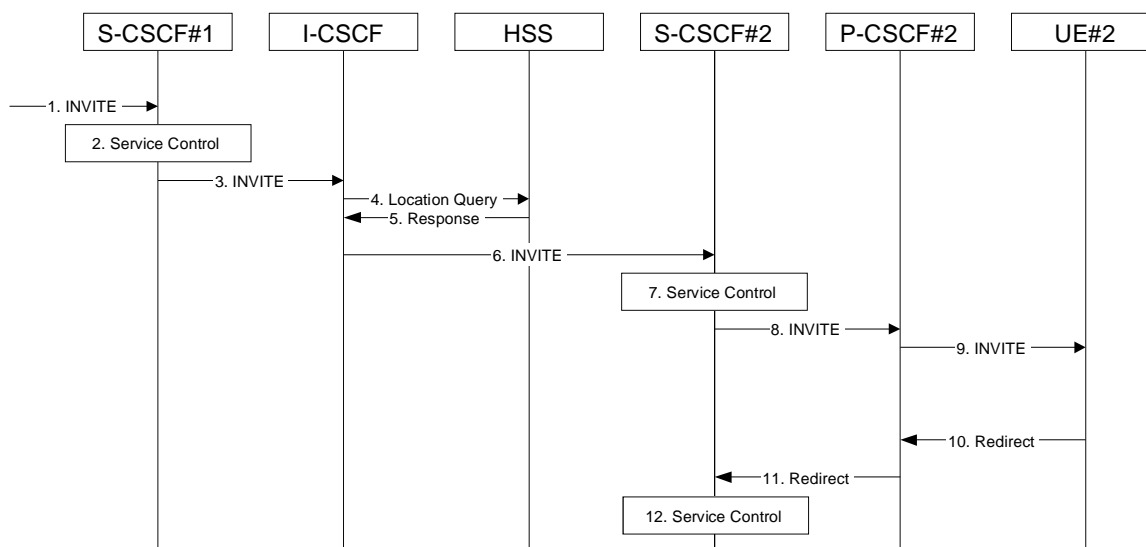 S-CSCF#1
I-CSCF
HSS
S-CSCF#2
P-CSCF#2
UE#2
1. INVITE
2. Service Control
3. INVITE
4. Location Query
5. Response
6. INVITE
7. Service Control
8. INVITE
9. INVITE
10. Redirect
11. Redirect
12. Service Control